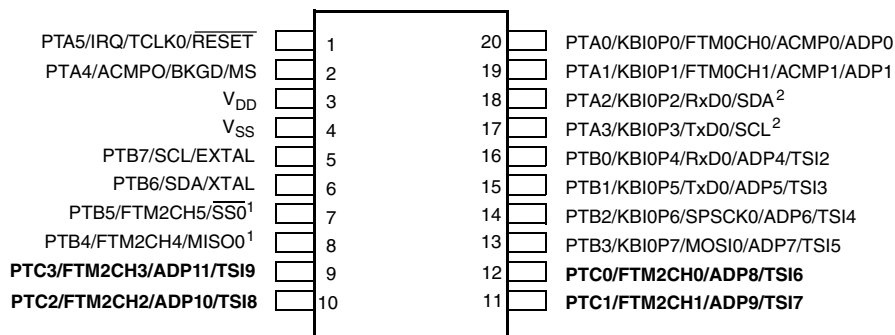 PTA5/IRQ/TCLK0/RESET 1 20 PTA0/KBI0P0/FTM0CH0/ACMP0/ADP0
PTA4/ACMPO/BKGD/MS 2 19 PTA1/KBI0P1/FTM0CH1/ACMP1/ADP1
VDD 3 18 PTA2/KBI0P2/RxD0/SDA2
VSS 4 17 PTA3/KBI0P3/TxD0/SCL2
PTB7/SCL/EXTAL 5 16 PTB0/KBI0P4/RxD0/ADP4/TSI2
PTB6/SDA/XTAL 6 15 PTB1/KBI0P5/TxD0/ADP5/TSI3
PTB5/FTM2CH5/SS01 7 14 PTB2/KBI0P6/SPSCK0/ADP6/TSI4
PTB4/FTM2CH4/MISO01 8 13 PTB3/KBI0P7/MOSI0/ADP7/TSI5
PTC3/FTM2CH3/ADP11/TSI9 9 12 PTC0/FTM2CH0/ADP8/TSI6
PTC2/FTM2CH2/ADP10/TSI8 10 11 PTC1/FTM2CH1/ADP9/TSI7